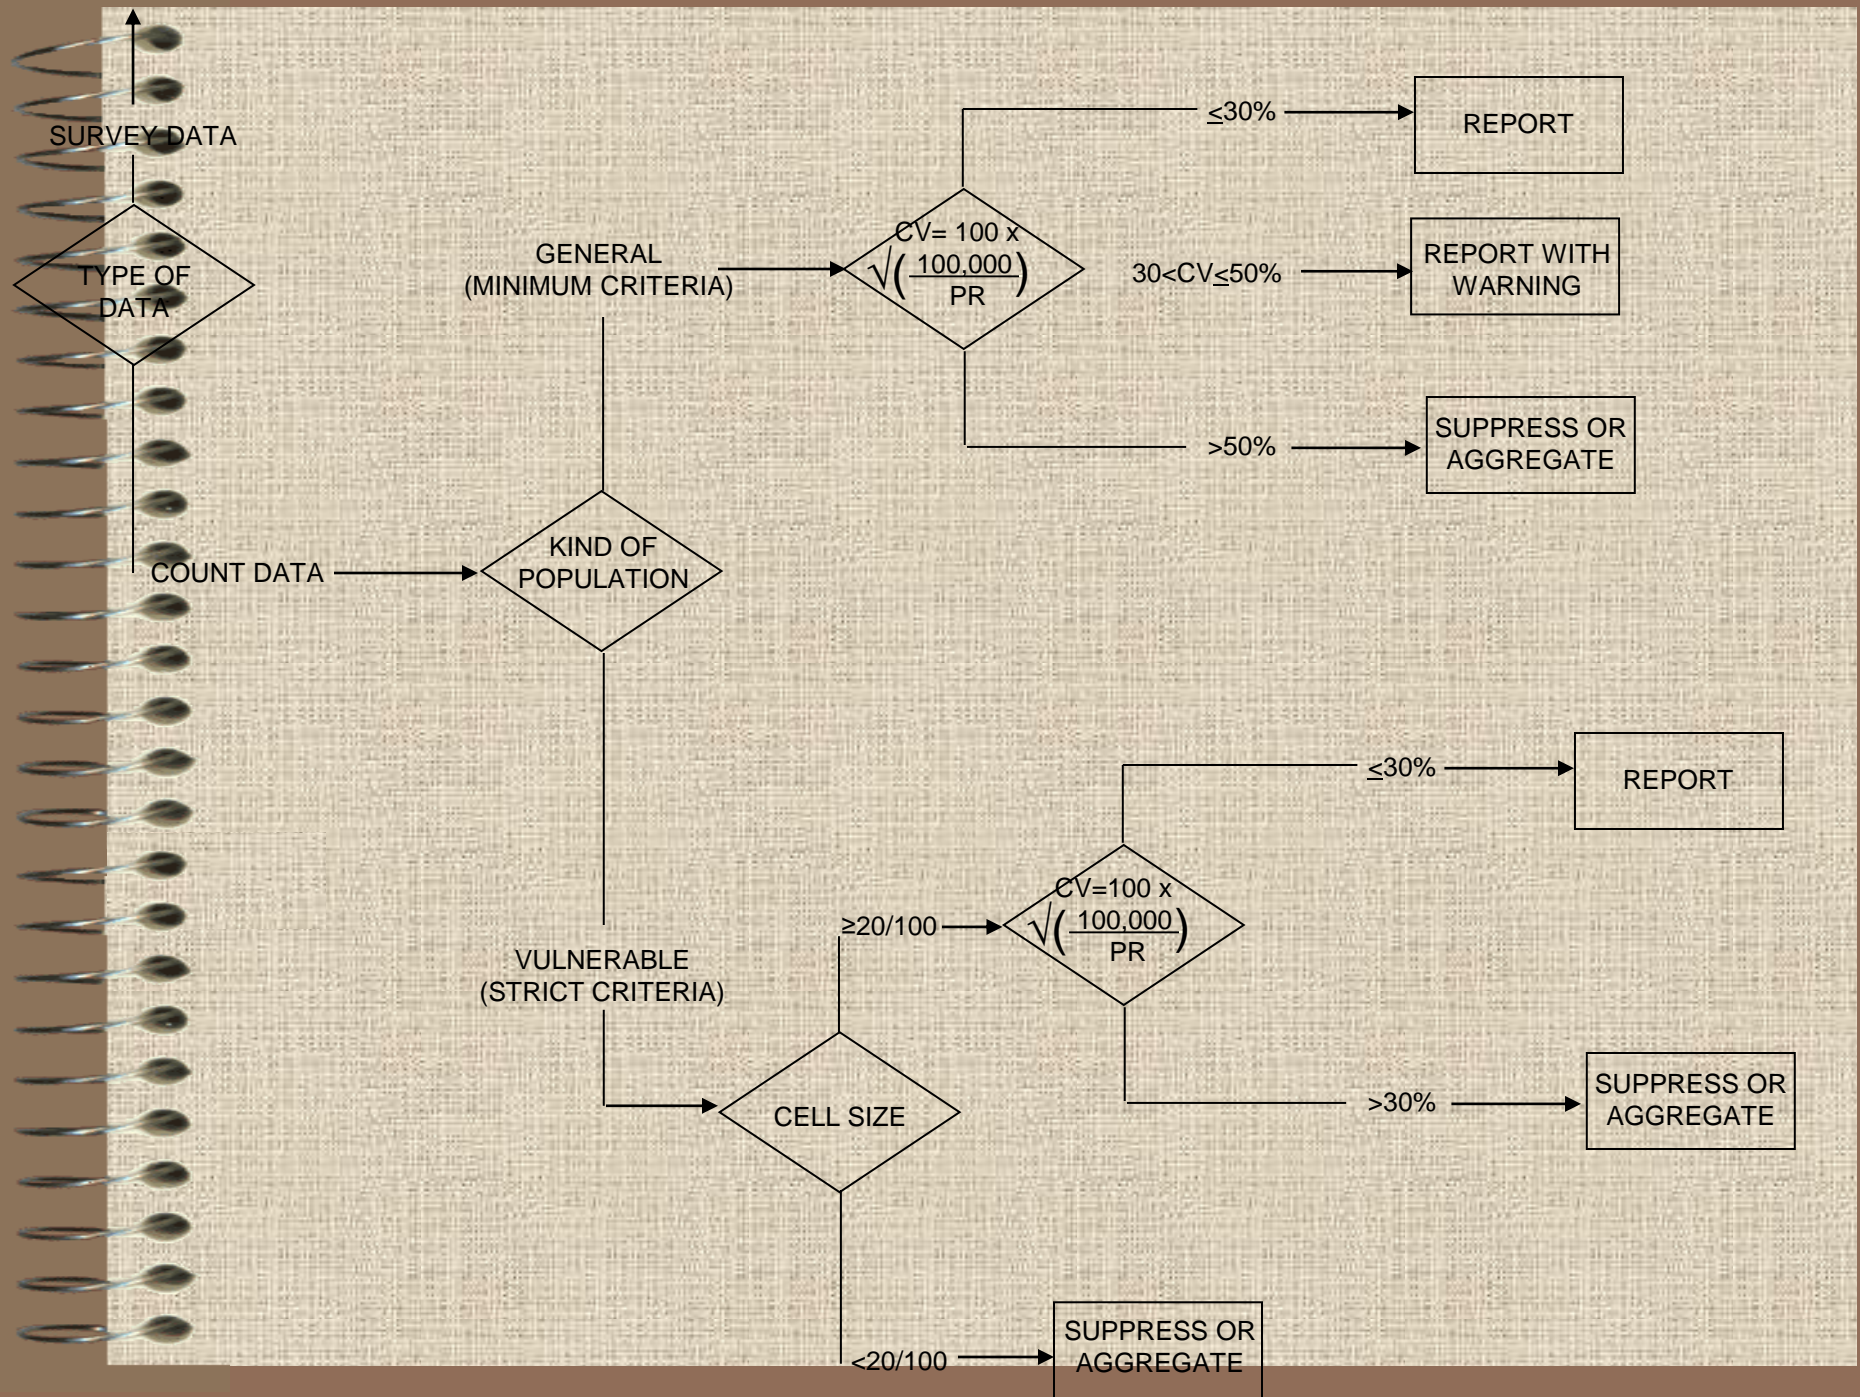 SURVEY DATA
TYPE OF
DATA
COUNT DATA
KIND OF
POPULATION
GENERAL
(MINIMUM CRITERIA)
CV= 100 x
√( 100,000 )
PR
≤30%
REPORT
30<CV≤50%
REPORT WITH
WARNING
>50%
SUPPRESS OR
AGGREGATE
VULNERABLE
(STRICT CRITERIA)
CELL SIZE
≥20/100
CV=100 x
√( 100,000 )
PR
≤30%
REPORT
>30%
SUPPRESS OR
AGGREGATE
<20/100
SUPPRESS OR
AGGREGATE